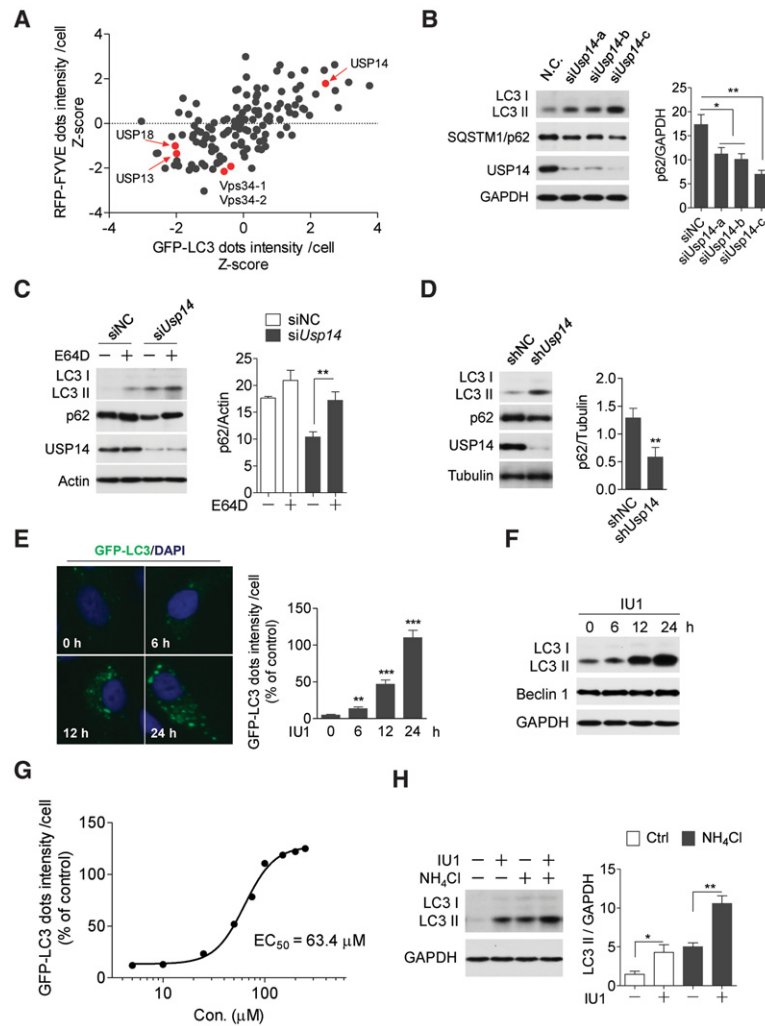 A
RFP-FYVE dots intensity /cell
Z-score
4
2
0
-2
-4
USP14
USP18
USP13
Vps34-1
Vps34-2
-4 -2 0 2 4
GFP-LC3 dots intensity /cell
Z-score
B
N.C.
siUsp14-a
siUsp14-b
siUsp14-c
LC3 I
LC3 II
SQSTM1/p62
USP14
GAPDH
p62/GAPDH
25
20
15
10
5
0
**
*
siNC
siUsp14-a
siUsp14-b
siUsp14-c
C
siNC siUsp14
E64D − + − +
LC3 I
LC3 II
p62
USP14
Actin
siNC
siUsp14
p62/Actin
25
20
15
10
5
0
**
− + − +
E64D
D
shNC
shUsp14
LC3 I
LC3 II
p62
USP14
Tubulin
p62/Tubulin
2.0
1.5
1.0
0.5
0.0
**
shNC
shUsp14
E
GFP-LC3/DAPI
0 h 6 h
12 h 24 h
GFP-LC3 dots intensity /cell
(% of control)
150
100
50
0
** *** ***
IU1 0 6 12 24 h
F
IU1
0 6 12 24 h
LC3 I
LC3 II
Beclin 1
GAPDH
G
GFP-LC3 dots intensity /cell
(% of control)
150
100
50
0
EC50 = 63.4 μM
10 100
Con. (μM)
H
IU1 − + − +
NH4Cl − − + +
LC3 I
LC3 II
GAPDH
Ctrl NH4Cl
LC3 II / GAPDH
15
10
5
0
* **
IU1 − + − +